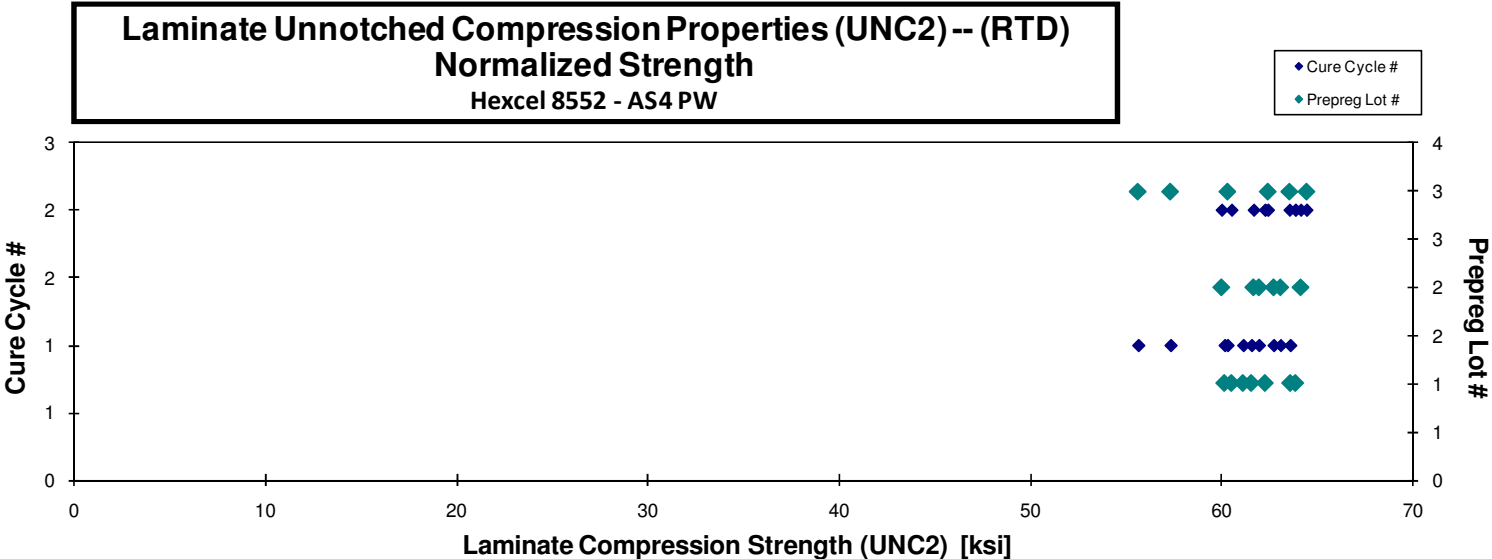 Laminate Unnotched Compression Properties (UNC2) -- (RTD)
Normalized Strength
Hexcel 8552 - AS4 PW
Cure Cycle #
Prepreg Lot #
3
2
2
1
1
0
Cure Cycle #
4
3
3
2
2
1
1
0
Prepreg Lot #
0 10 20 30 40 50 60 70
Laminate Compression Strength (UNC2) [ksi]